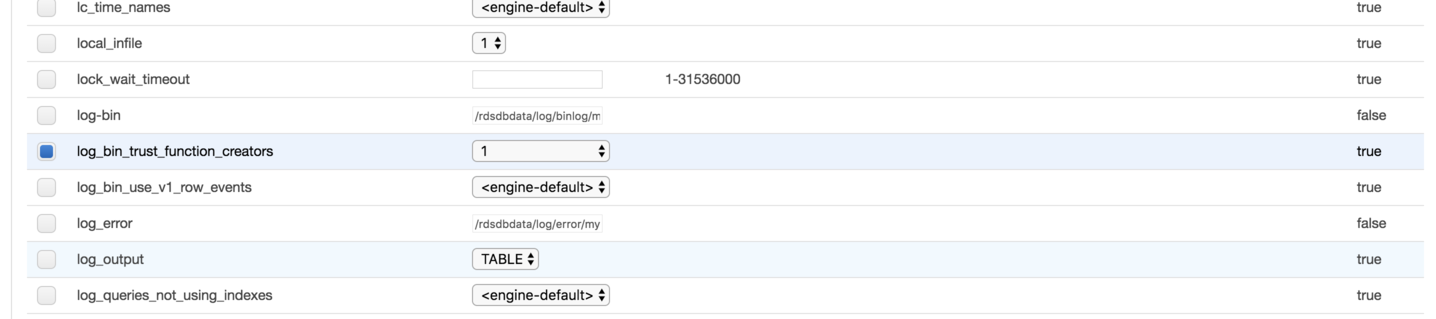 lc_time_names <engine-default> true
local_infile 1 true
lock_wait_timeout 1-31536000 true
log-bin /rdsdbdata/log/binlog/m false
log_bin_trust_function_creators 1 true
log_bin_use_v1_row_events <engine-default> true
log_error /rdsdbdata/log/error/my false
log_output TABLE true
log_queries_not_using_indexes <engine-default> true